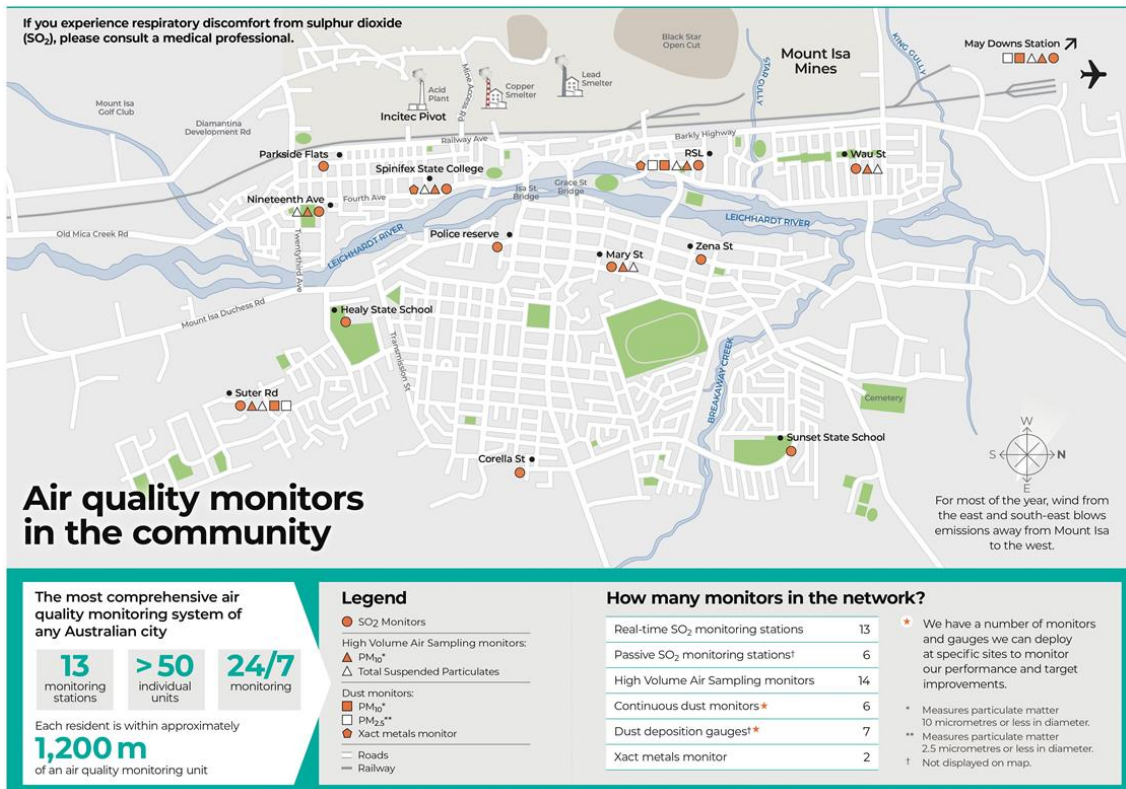 If you experience respiratory discomfort from sulphur dioxide
(SO₂), please consult a medical professional.
Black Star
Open Cut
Mount Isa
Mines
STAR GULLY
KING GULLY
May Downs Station
Mount Isa
Golf Club
Diamantina
Development Rd
Acid
Plant
Mine Access Rd
Copper
Smelter
Lead
Smelter
Incitec Pivot
Railway Ave
Barkly Highway
Parkside Flats
Spinifex State College
RSL
Wau St
Nineteenth Ave
Fourth Ave
Isa St
Bridge
Grace St
Bridge
LEICHHARDT RIVER
Old Mica Creek Rd
Twentythird Ave
LEICHHARDT RIVER
Police reserve
Mary St
Zena St
Mount Isa Duchess Rd
Healy State School
Transmission St
BREAKAWAY CREEK
Suter Rd
Cemetery
Corella St
Sunset State School
W
S
N
E
For most of the year, wind from
the east and south-east blows
emissions away from Mount Isa
to the west.
Air quality monitors
in the community
The most comprehensive air
quality monitoring system of
any Australian city
13
monitoring
stations
> 50
individual
units
24/7
monitoring
Each resident is within approximately
1,200 m
of an air quality monitoring unit
Legend
SO₂ Monitors
High Volume Air Sampling monitors:
PM₁₀*
Total Suspended Particulates
Dust monitors:
PM₁₀*
PM₂.₅**
Xact metals monitor
Roads
Railway
How many monitors in the network?
Real-time SO₂ monitoring stations 13
Passive SO₂ monitoring stations† 6
High Volume Air Sampling monitors 14
Continuous dust monitors★ 6
Dust deposition gauges†★ 7
Xact metals monitor 2
★ We have a number of monitors
and gauges we can deploy
at specific sites to monitor
our performance and target
improvements.
* Measures particulate matter
10 micrometres or less in diameter.
** Measures particulate matter
2.5 micrometres or less in diameter.
† Not displayed on map.